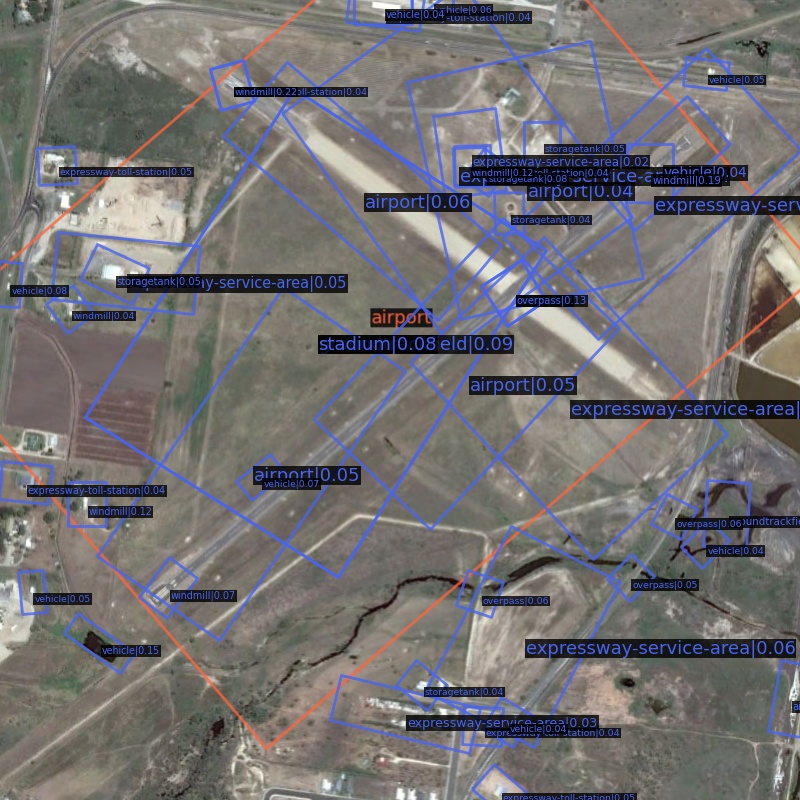 vehicle|0.04
vehicle|0.06
toll-station|0.04
vehicle|0.05
windmill|0.22
oll-station|0.04
storagetank|0.05
expressway-service-area|0.02
expressway-toll-station|0.05
windmill|0.12
station|0.04
vehicle|0.04
storagetank|0.08
windmill|0.19
airport|0.04
airport|0.06
expressway-serv
storagetank|0.04
storagetank|0.05
y-service-area|0.05
vehicle|0.08
overpass|0.13
windmill|0.04
airport
stadium|0.08
eld|0.09
airport|0.05
expressway-service-area|
airport|0.05
vehicle|0.07
expressway-toll-station|0.04
windmill|0.12
overpass|0.06
oundtrackfi
vehicle|0.04
overpass|0.05
windmill|0.07
vehicle|0.05
overpass|0.06
vehicle|0.15
expressway-service-area|0.06
storagetank|0.04
expressway-service-area|0.03
vehicle|0.04
expressway-toll-station|0.04
expressway-toll-station|0.05